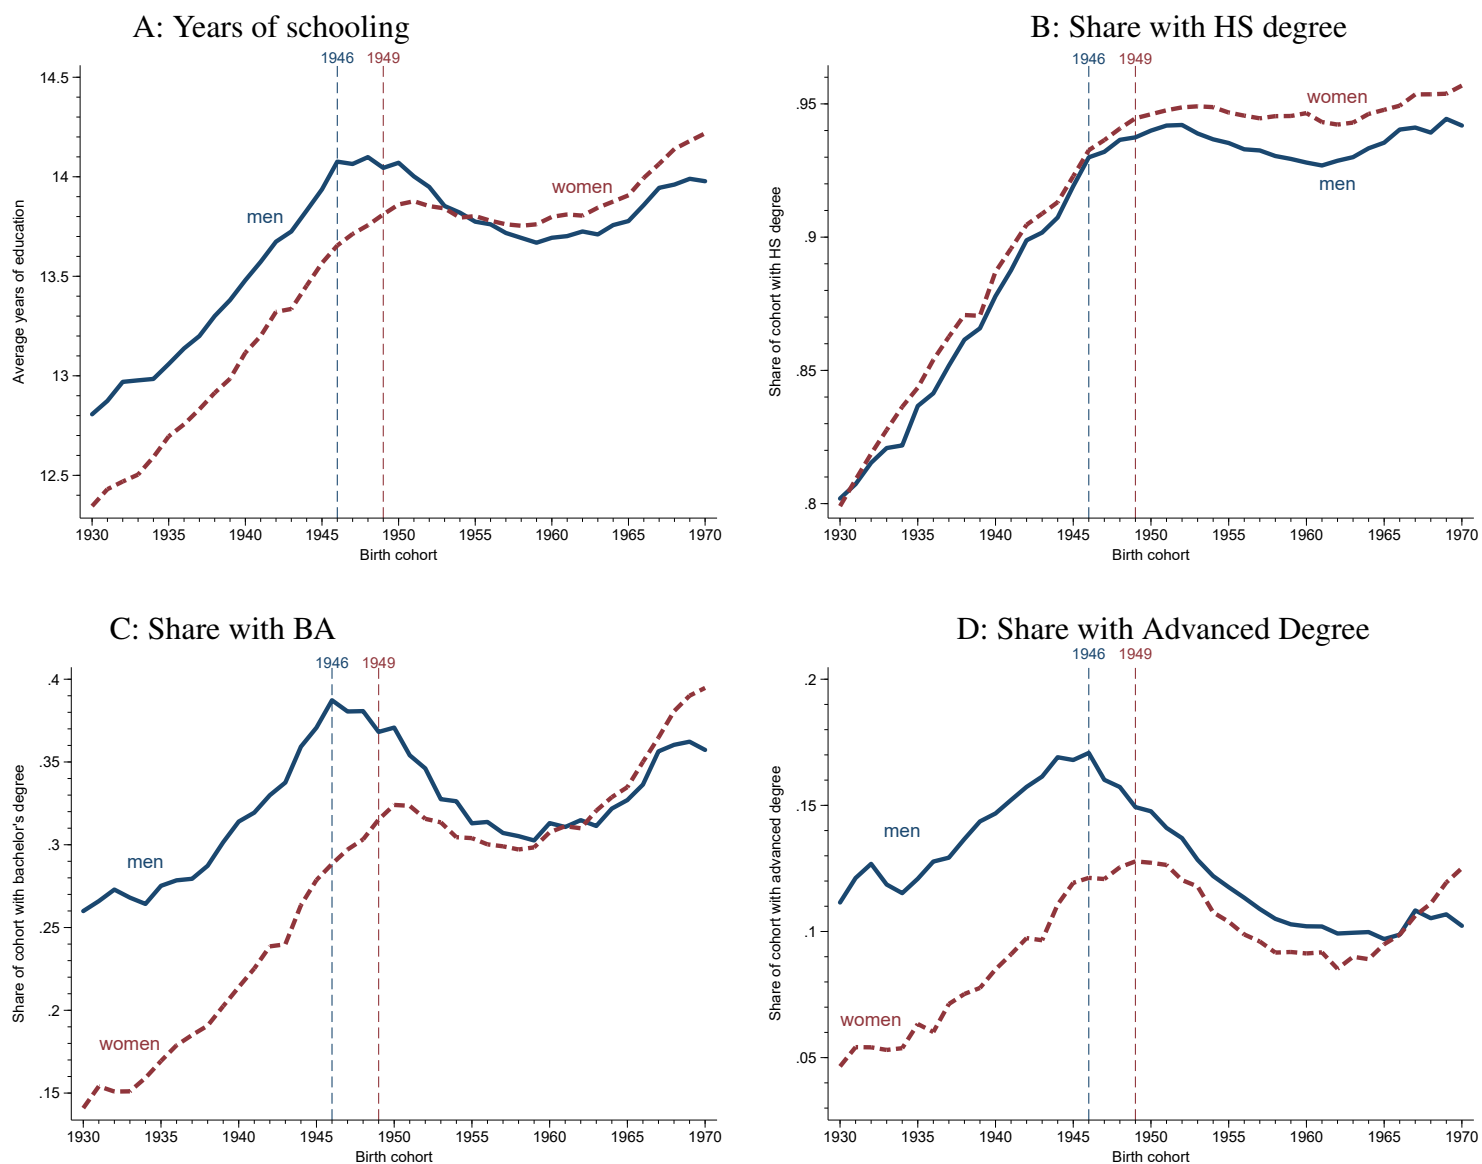 A: Years of schooling
1946 1949
14.5
14
13.5
13
12.5
Average years of education
men
women
1930 1935 1940 1945 1950 1955 1960 1965 1970
Birth cohort
B: Share with HS degree
1946 1949
.95
.9
.85
.8
Share of cohort with HS degree
women
men
1930 1935 1940 1945 1950 1955 1960 1965 1970
Birth cohort
C: Share with BA
1946 1949
.4
.35
.3
.25
.2
.15
Share of cohort with bachelor's degree
men
women
1930 1935 1940 1945 1950 1955 1960 1965 1970
Birth cohort
D: Share with Advanced Degree
1946 1949
.2
.15
.1
.05
Share of cohort with advanced degree
men
women
1930 1935 1940 1945 1950 1955 1960 1965 1970
Birth cohort